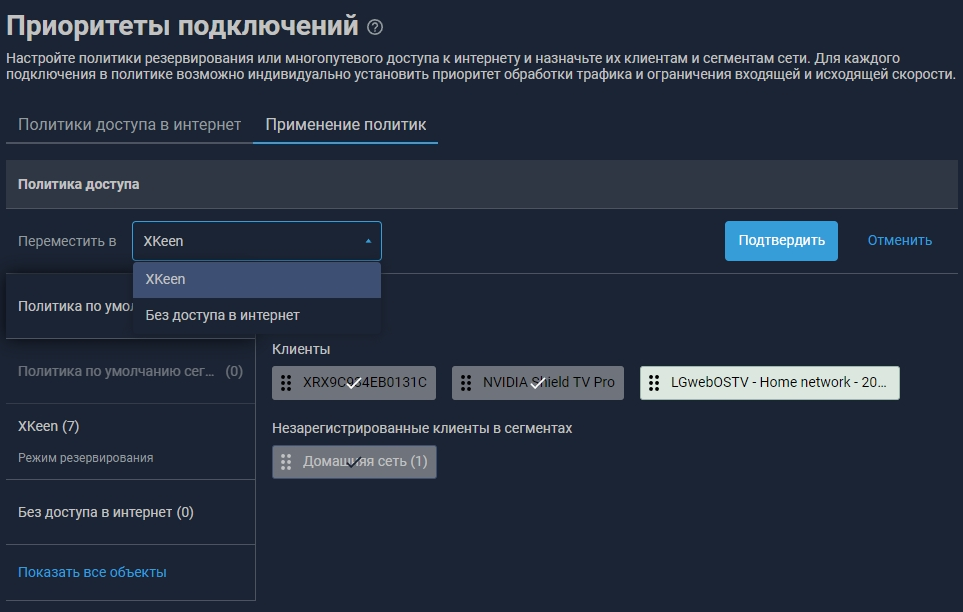 Приоритеты подключений ?
Настройте политики резервирования или многопутевого доступа к интернету и назначьте их клиентам и сегментам сети. Для каждого
подключения в политике возможно индивидуально установить приоритет обработки трафика и ограничения входящей и исходящей скорости.
Политики доступа в интернет
Применение политик
Политика доступа
Переместить в
XKeen
Подтвердить
Отменить
XKeen
Без доступа в интернет
Политика по умол
Политика по умолчанию сег... (0)
XKeen (7)
Режим резервирования
Без доступа в интернет (0)
Показать все объекты
Клиенты
NVIDIA Shield TV Pro
LGwebOSTV - Home network - 20...
Незарегистрированные клиенты в сегментах
Домашняя сеть (1)